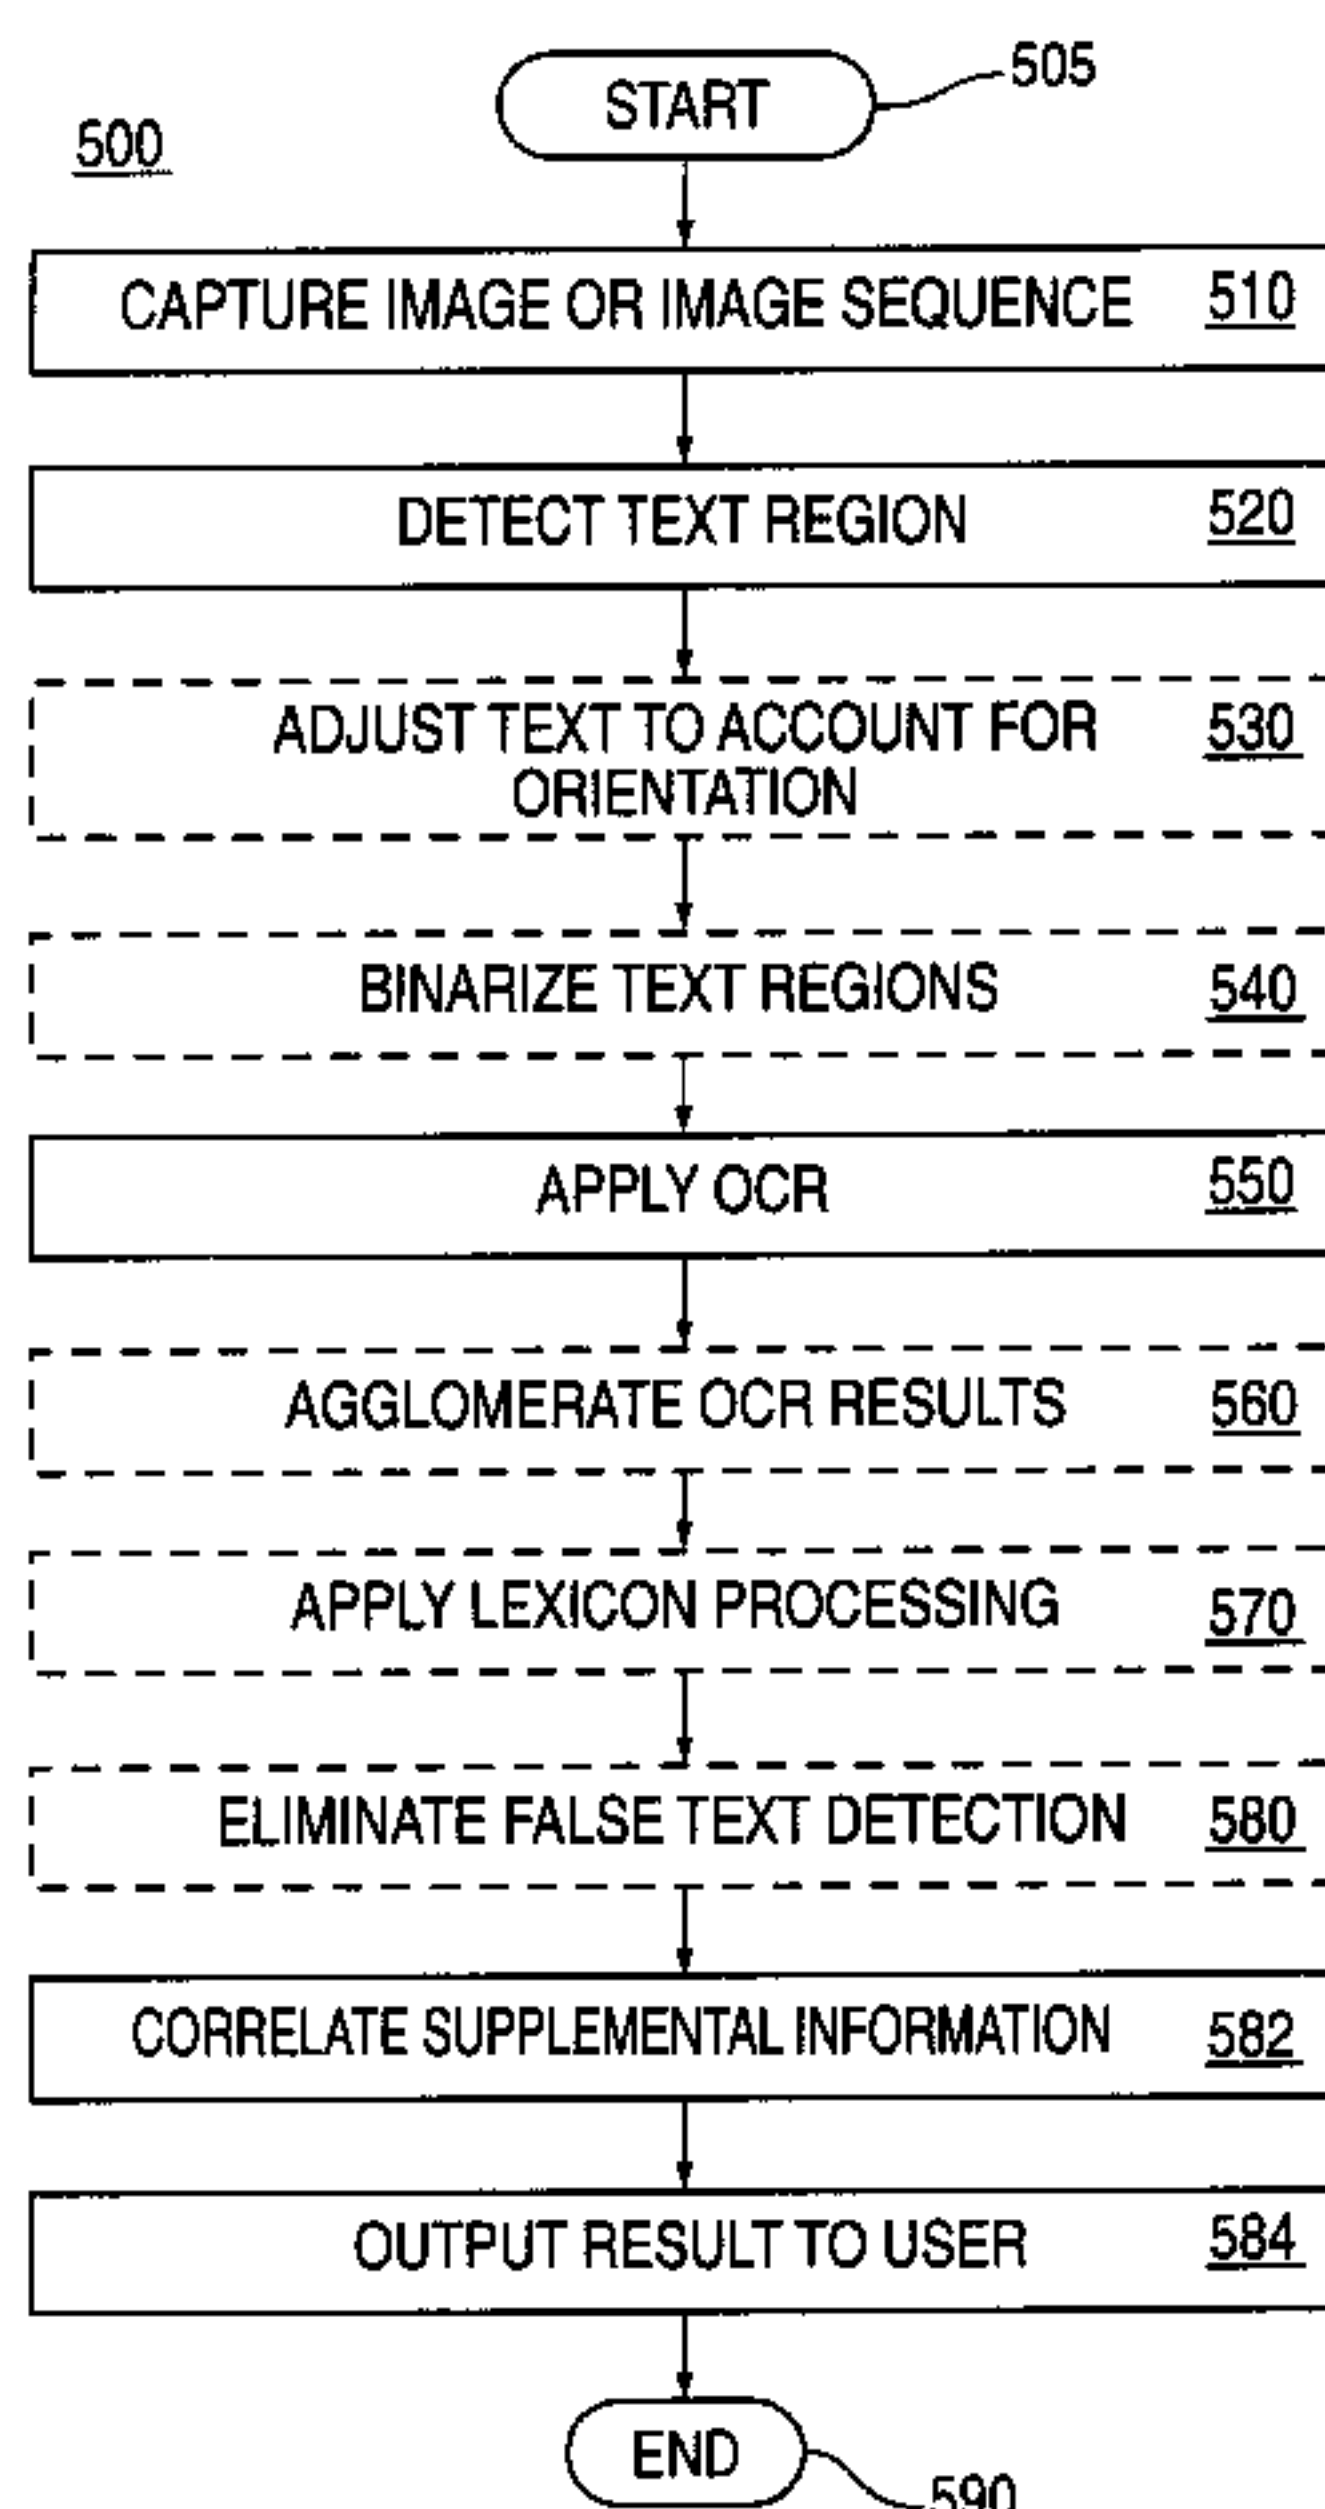 START 505
500
CAPTURE IMAGE OR IMAGE SEQUENCE 510
DETECT TEXT REGION 520
ADJUST TEXT TO ACCOUNT FOR 530
ORIENTATION
BINARIZE TEXT REGIONS 540
APPLY OCR 550
AGGLOMERATE OCR RESULTS 560
APPLY LEXICON PROCESSING 570
ELIMINATE FALSE TEXT DETECTION 580
CORRELATE SUPPLEMENTAL INFORMATION 582
OUTPUT RESULT TO USER 584
END
590